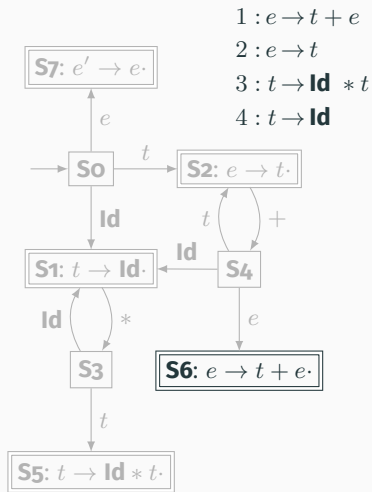 1 : e → t + e
2 : e → t
3 : t → Id ∗ t
4 : t → Id
S7: e′ → e·
e
S0
t
S2: e → t·
Id
t
+
S1: t → Id·
Id
S4
Id
∗
e
S3
S6: e → t + e·
t
S5: t → Id ∗ t·